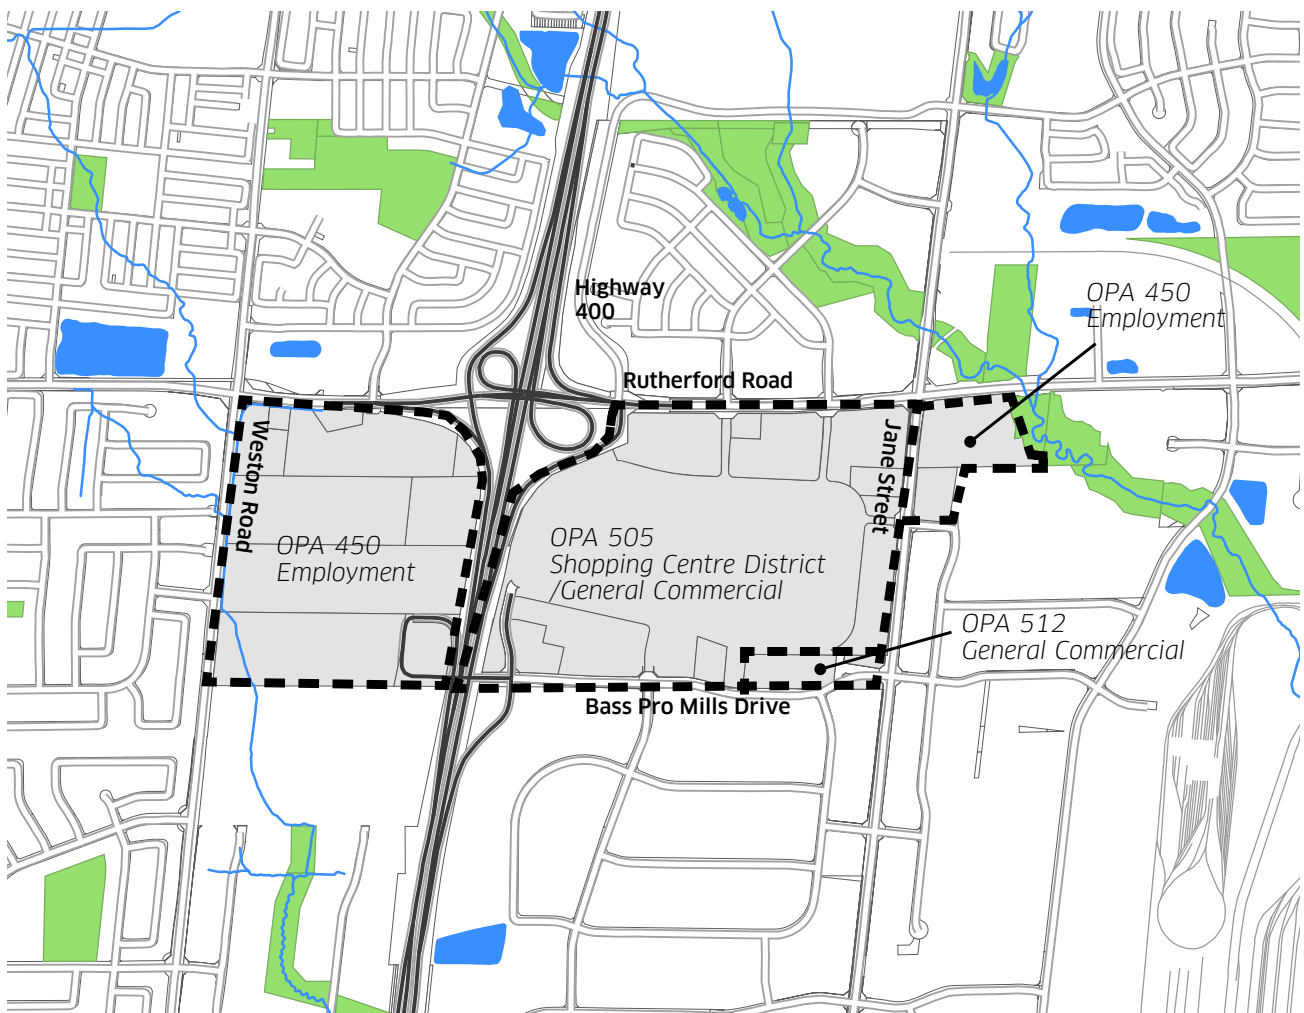 Highway
400
OPA 450
Employment
Rutherford Road
Weston Road
Jane Street
OPA 450
Employment
OPA 505
Shopping Centre District
/General Commercial
OPA 512
General Commercial
Bass Pro Mills Drive